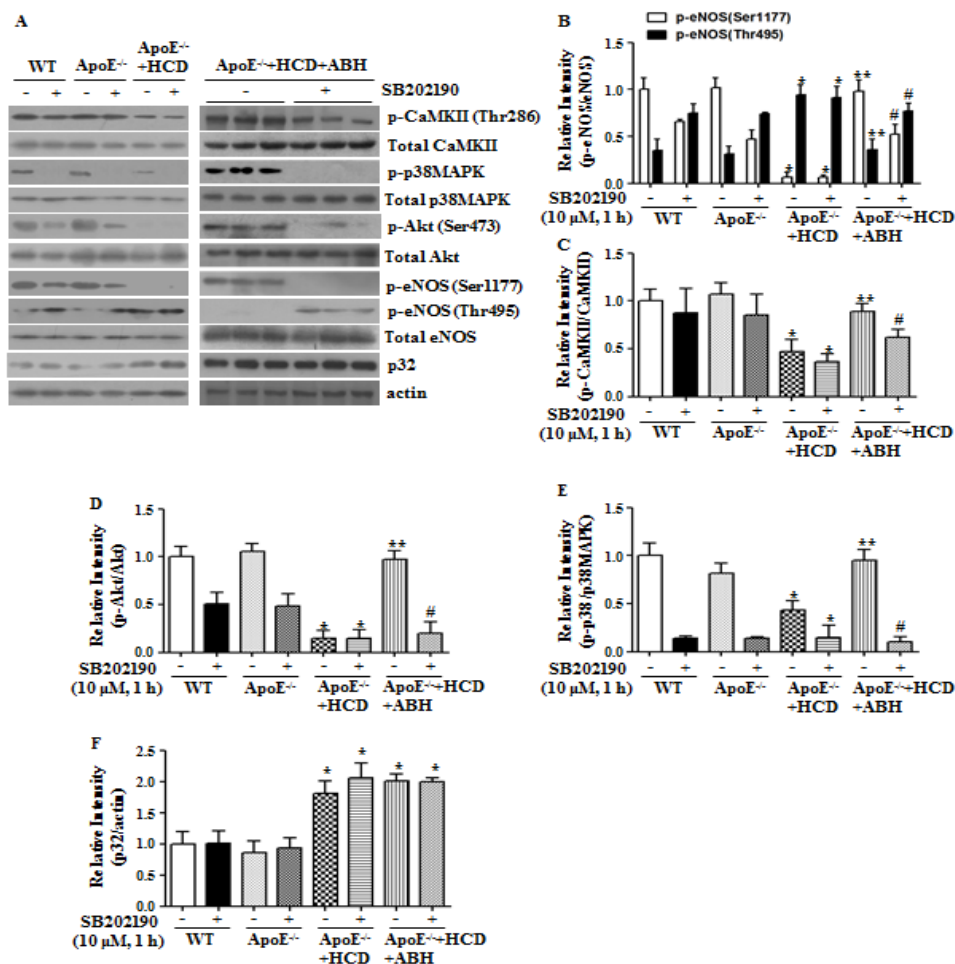 A
WT ApoE-/- ApoE-/- +HCD ApoE-/-+HCD+ABH
- + - + - + - + SB202190
p-CaMKII (Thr286)
Total CaMKII
p-p38MAPK
Total p38MAPK
p-Akt (Ser473)
Total Akt
p-eNOS (Ser1177)
p-eNOS (Thr495)
Total eNOS
p32
actin
B
p-eNOS(Ser1177)
p-eNOS(Thr495)
Relative Intensity
(p-eNOS/eNOS)
1.5
1.0
0.5
0.0
* * * * ** ** # #
SB202190 - + - + - + - +
(10 µM, 1 h) WT ApoE-/- ApoE-/- ApoE-/-+HCD
+HCD +ABH
C
Relative Intensity
(p-CaMKII/CaMKII)
1.5
1.0
0.5
0.0
* * ** #
SB202190 - + - + - + - +
(10 µM, 1 h) WT ApoE-/- ApoE-/- ApoE-/-+HCD
+HCD +ABH
D
Relative Intensity
(p-Akt/Akt)
1.5
1.0
0.5
0.0
* * ** #
SB202190 - + - + - + - +
(10 µM, 1 h) WT ApoE-/- ApoE-/- ApoE-/-+HCD
+HCD +ABH
E
Relative Intensity
(p-p38/p38MAPK)
1.5
1.0
0.5
0.0
* * ** #
SB202190 - + - + - + - +
(10 µM, 1 h) WT ApoE-/- ApoE-/- ApoE-/-+HCD
+HCD +ABH
F
Relative Intensity
(p32/actin)
2.5
2.0
1.5
1.0
0.5
0.0
* * * *
SB202190 - + - + - + - +
(10 µM, 1 h) WT ApoE-/- ApoE-/- ApoE-/-+HCD
+HCD +ABH